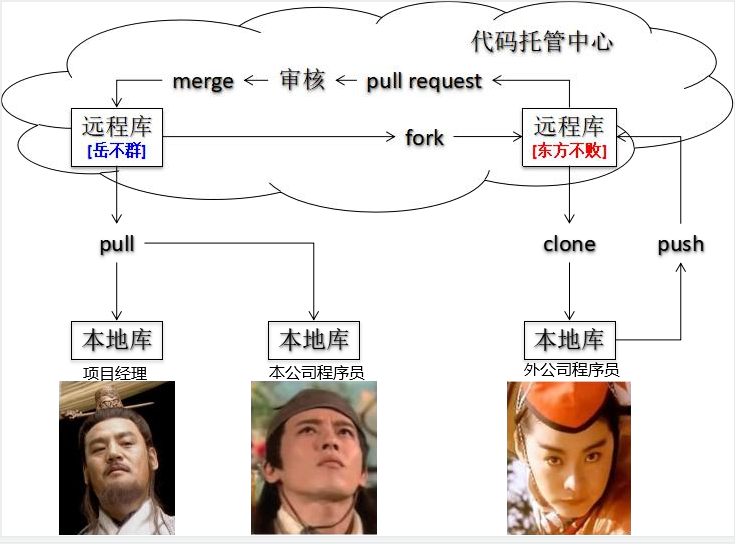 代码托管中心
merge
审核
pull request
远程库
[岳不群]
fork
远程库
[东方不败]
pull
clone
push
本地库
本地库
本地库
项目经理
本公司程序员
外公司程序员